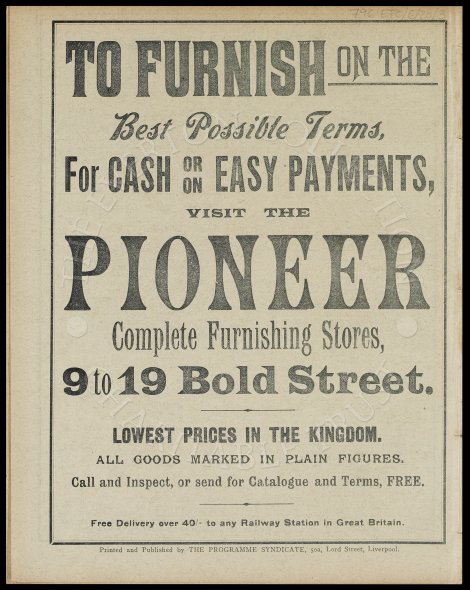 TO FURNISH ON THE
Best Possible Terms,
For CASH OR ON EASY PAYMENTS,
VISIT THE
PIONEER
Complete Furnishing Stores,
9 to 19 Bold Street.
LOWEST PRICES IN THE KINGDOM.
ALL GOODS MARKED IN PLAIN FIGURES.
Call and Inspect, or send for Catalogue and Terms, FREE.
Free Delivery over 40/- to any Railway Station in Great Britain.
Printed and Published by THE PROGRAMME SYNDICATE, 50a, Lord Street, Liverpool.